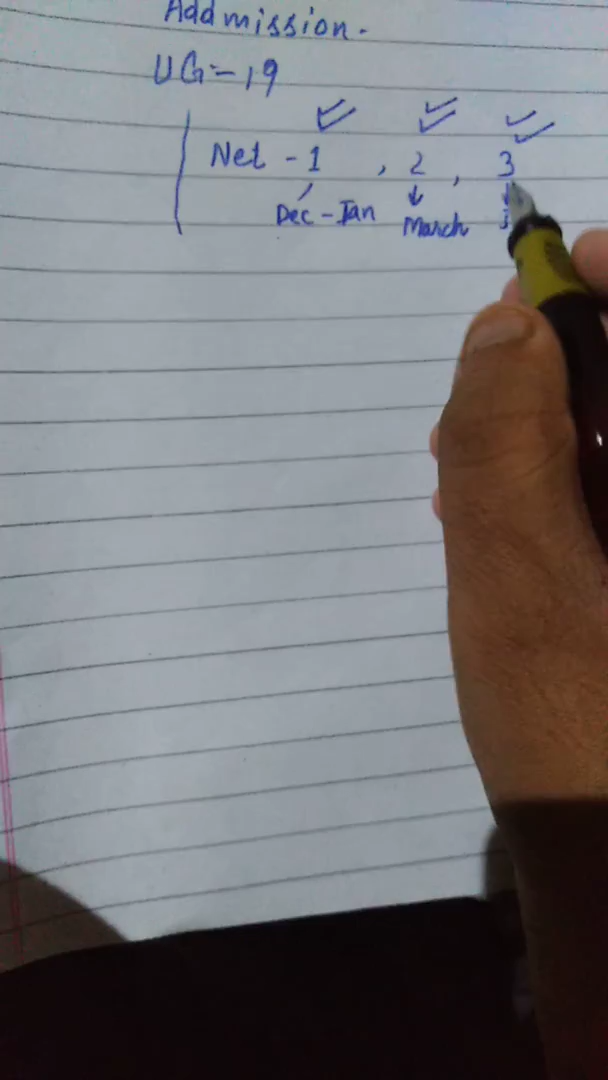 Addmission.
UG-19
Net - 1 , 2 , 3
Dec - Jan March